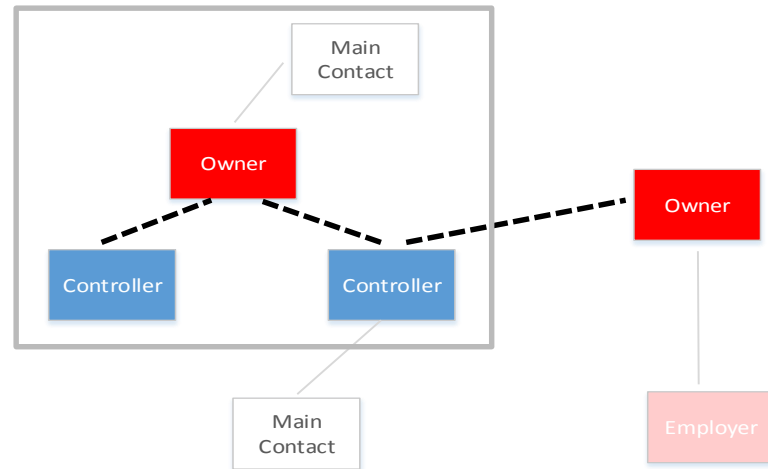 Main
Contact
Owner
Owner
Controller
Controller
Main
Contact
Employer